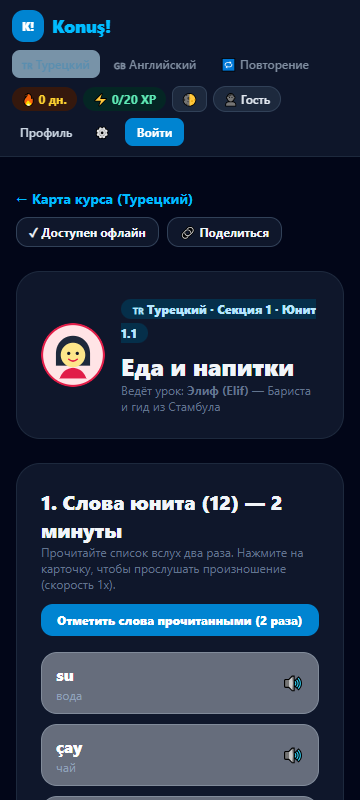 K! Konuş!
TR Турецкий GB Английский Повторение
0 дн. 0/20 XP Гость
Профиль Войти
← Карта курса (Турецкий)
✓ Доступен офлайн Поделиться
TR Турецкий · Секция 1 · Юнит
1.1
Еда и напитки
Ведёт урок: Элиф (Elif) — Бариста
и гид из Стамбула
1. Слова юнита (12) — 2
минуты
Прочитайте список вслух два раза. Нажмите на
карточку, чтобы прослушать произношение
(скорость 1x).
Отметить слова прочитанными (2 раза)
su
вода
çay
чай